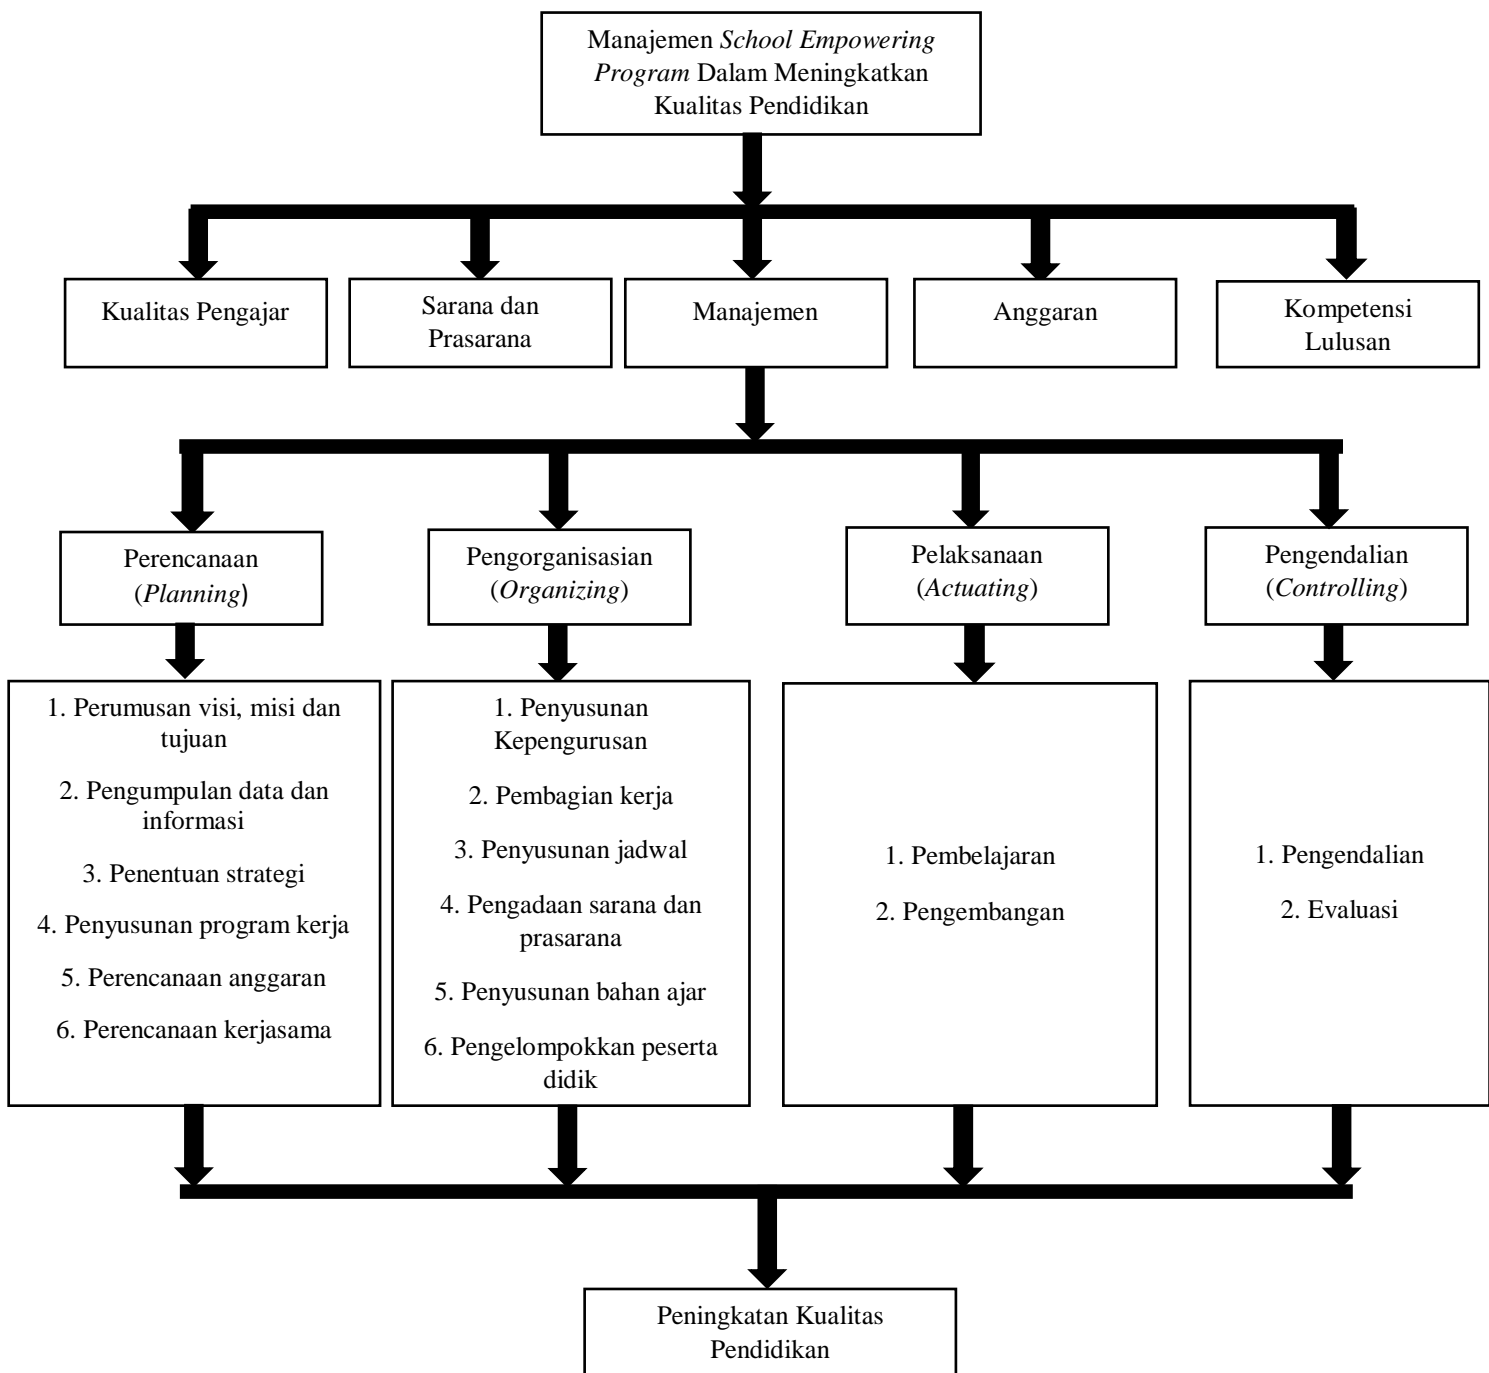 Manajemen School Empowering
Program Dalam Meningkatkan
Kualitas Pendidikan
Kualitas Pengajar
Sarana dan
Prasarana
Manajemen
Anggaran
Kompetensi
Lulusan
Perencanaan
(Planning)
Pengorganisasian
(Organizing)
Pelaksanaan
(Actuating)
Pengendalian
(Controlling)
1. Perumusan visi, misi dan
tujuan
2. Pengumpulan data dan
informasi
3. Penentuan strategi
4. Penyusunan program kerja
5. Perencanaan anggaran
6. Perencanaan kerjasama
1. Penyusunan
Kepengurusan
2. Pembagian kerja
3. Penyusunan jadwal
4. Pengadaan sarana dan
prasarana
5. Penyusunan bahan ajar
6. Pengelompokkan peserta
didik
1. Pembelajaran
2. Pengembangan
1. Pengendalian
2. Evaluasi
Peningkatan Kualitas
Pendidikan